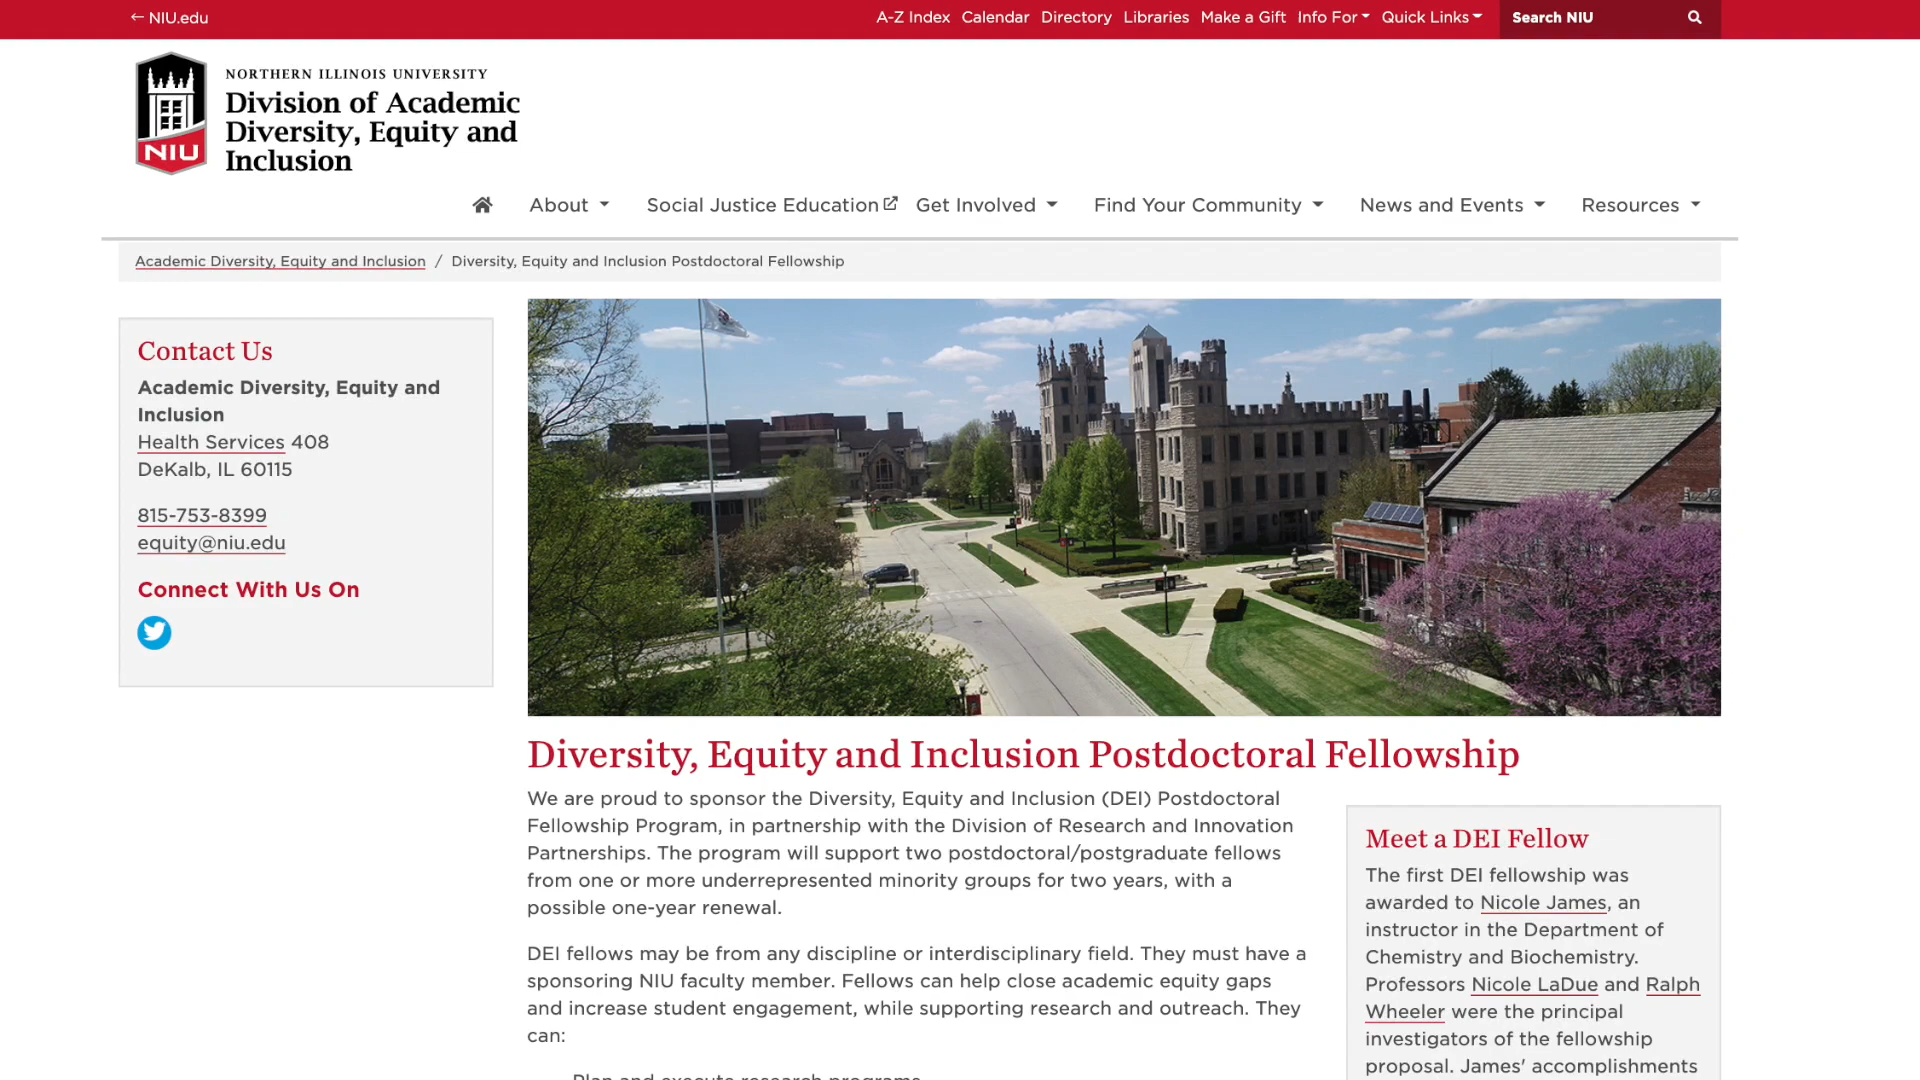 ← NIU.edu
A-Z Index Calendar Directory Libraries Make a Gift Info For Quick Links Search NIU
NORTHERN ILLINOIS UNIVERSITY
Division of Academic
Diversity, Equity and
Inclusion
NIU
About Social Justice Education Get Involved Find Your Community News and Events Resources
Academic Diversity, Equity and Inclusion / Diversity, Equity and Inclusion Postdoctoral Fellowship
Contact Us
Academic Diversity, Equity and
Inclusion
Health Services 408
DeKalb, IL 60115
815-753-8399
equity@niu.edu
Connect With Us On
Diversity, Equity and Inclusion Postdoctoral Fellowship
We are proud to sponsor the Diversity, Equity and Inclusion (DEI) Postdoctoral
Fellowship Program, in partnership with the Division of Research and Innovation
Partnerships. The program will support two postdoctoral/postgraduate fellows
from one or more underrepresented minority groups for two years, with a
possible one-year renewal.
DEI fellows may be from any discipline or interdisciplinary field. They must have a
sponsoring NIU faculty member. Fellows can help close academic equity gaps
and increase student engagement, while supporting research and outreach. They
can:
Plan and execute research programs
Meet a DEI Fellow
The first DEI fellowship was
awarded to Nicole James, an
instructor in the Department of
Chemistry and Biochemistry.
Professors Nicole LaDue and Ralph
Wheeler were the principal
investigators of the fellowship
proposal. James' accomplishments